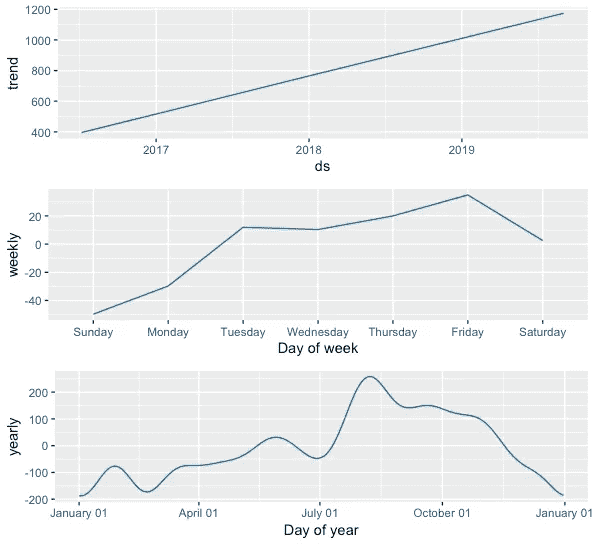 trend
1200
1000
800
600
400
2017 2018 2019
ds
weekly
20
0
-20
-40
Sunday Monday Tuesday Wednesday Thursday Friday Saturday
Day of week
yearly
200
100
0
-100
-200
January 01 April 01 July 01 October 01 January 01
Day of year